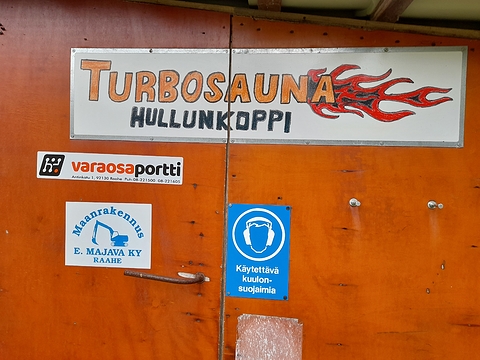 TURBOSAUNA
HULLUNKOPPI
varaosaportti
Maanrakennus
E. MAJAVA KY
RAAHE
Käytettävä
kuulon-
suojaimia